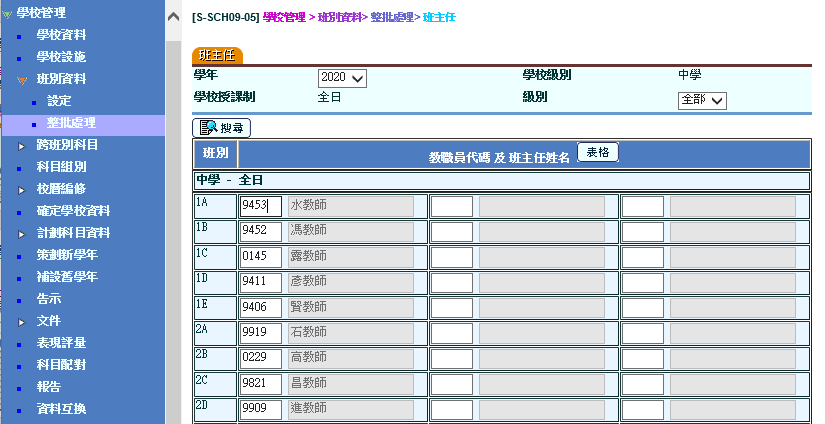 學校管理
學校資料
學校設施
班別資料
設定
整批處理
跨班別科目
科目組別
校曆編修
確定學校資料
計劃科目資料
策劃新學年
補設舊學年
告示
文件
表現評量
科目配對
報告
資料互換
[S-SCH09-05] 學校管理 > 班別資料> 整批處理> 班主任
班主任
學年 2020 學校級別 中學
學校授課制 全日 級別 全部
搜尋
班別 教職員代碼 及 班主任姓名 表格
中學 - 全日
1A 9453 水教師
1B 9452 馮教師
1C 0145 露教師
1D 9411 彥教師
1E 9406 賢教師
2A 9919 石教師
2B 0229 高教師
2C 9821 昌教師
2D 9909 進教師